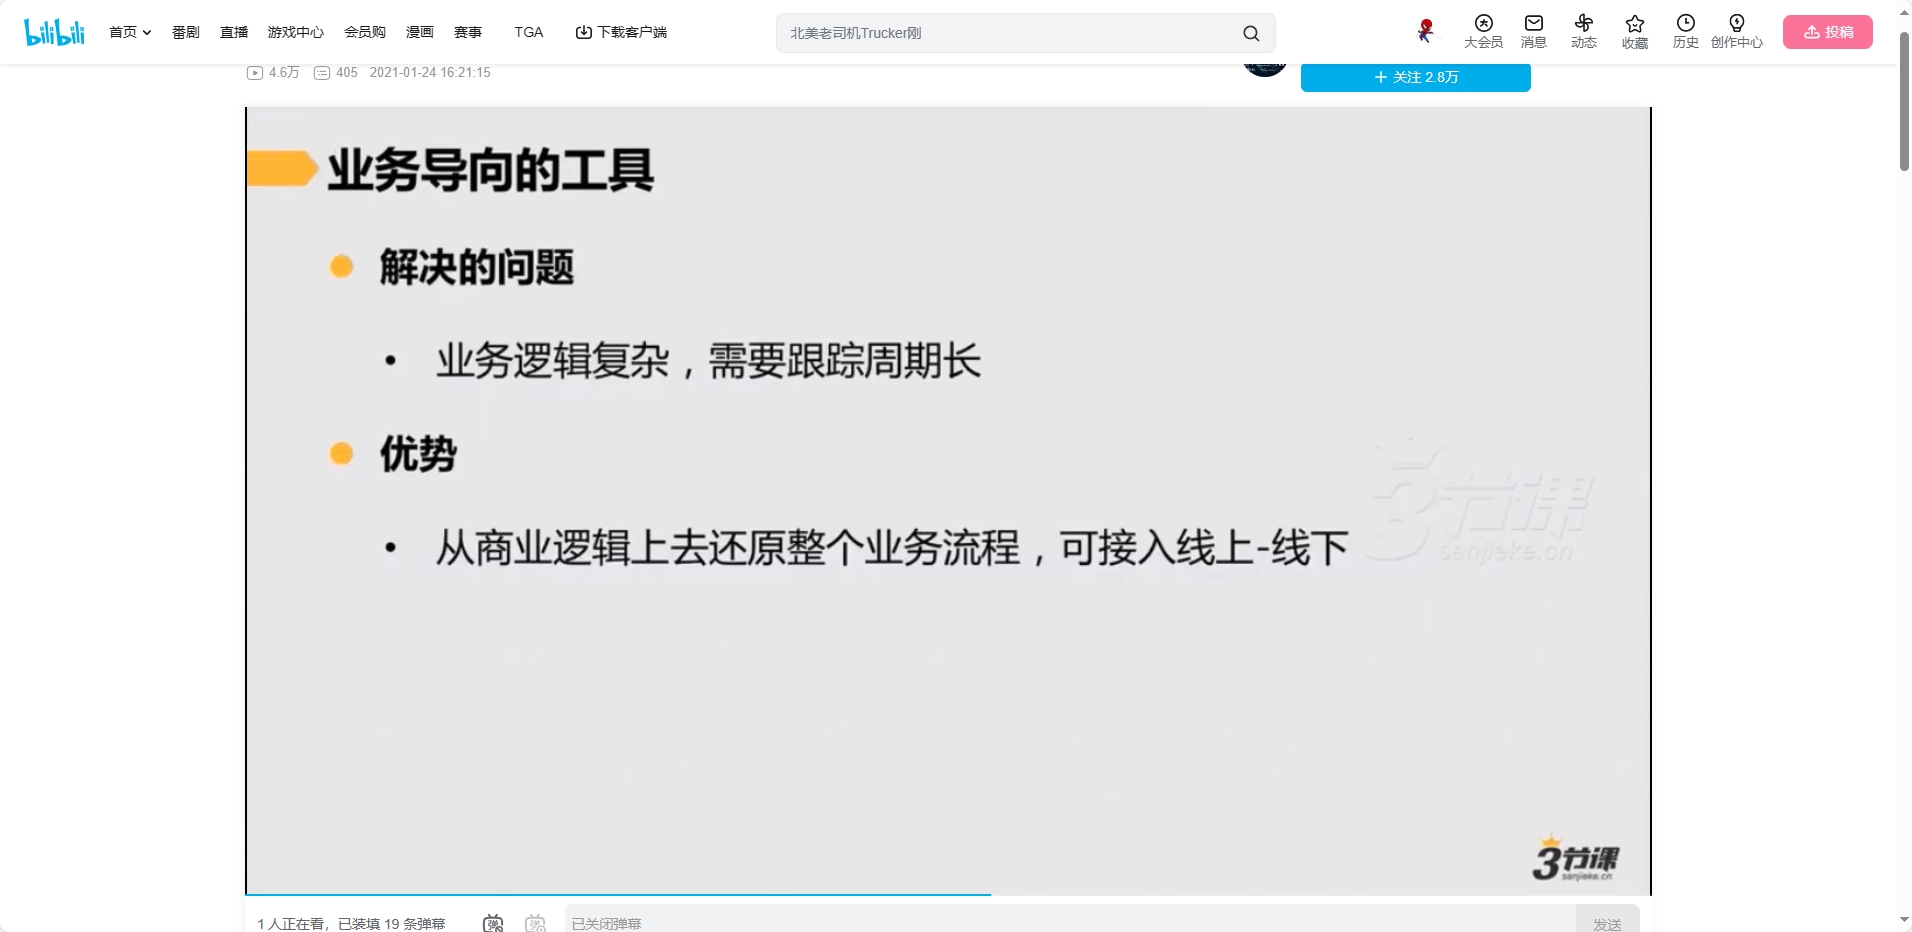 bilibili 首页 番剧 直播 游戏中心 会员购 漫画 赛事 TGA 下载客户端 北美老司机Trucker刚 大会员 消息 动态 收藏 历史 创作中心 投稿
4.6万 405 2021-01-24 16:21:15 + 关注 2.8万
业务导向的工具
解决的问题
• 业务逻辑复杂，需要跟踪周期长
优势
• 从商业逻辑上去还原整个业务流程，可接入线上-线下
3节课
sanjieke.cn
3节课
sanjieke.cn
1 人正在看，已装填 19 条弹幕 弹 弹 已关闭弹幕 发送